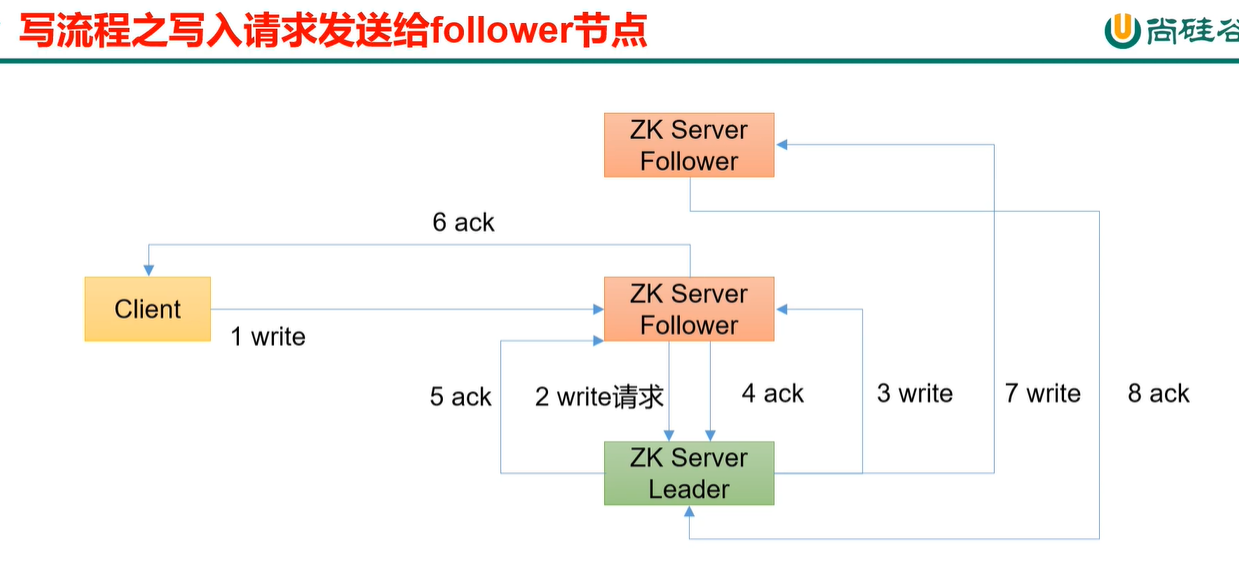 写流程之写入请求发送给follower节点
尚硅谷
ZK Server
Follower
6 ack
Client
1 write
ZK Server
Follower
5 ack
2 write请求
4 ack
3 write
7 write
8 ack
ZK Server
Leader